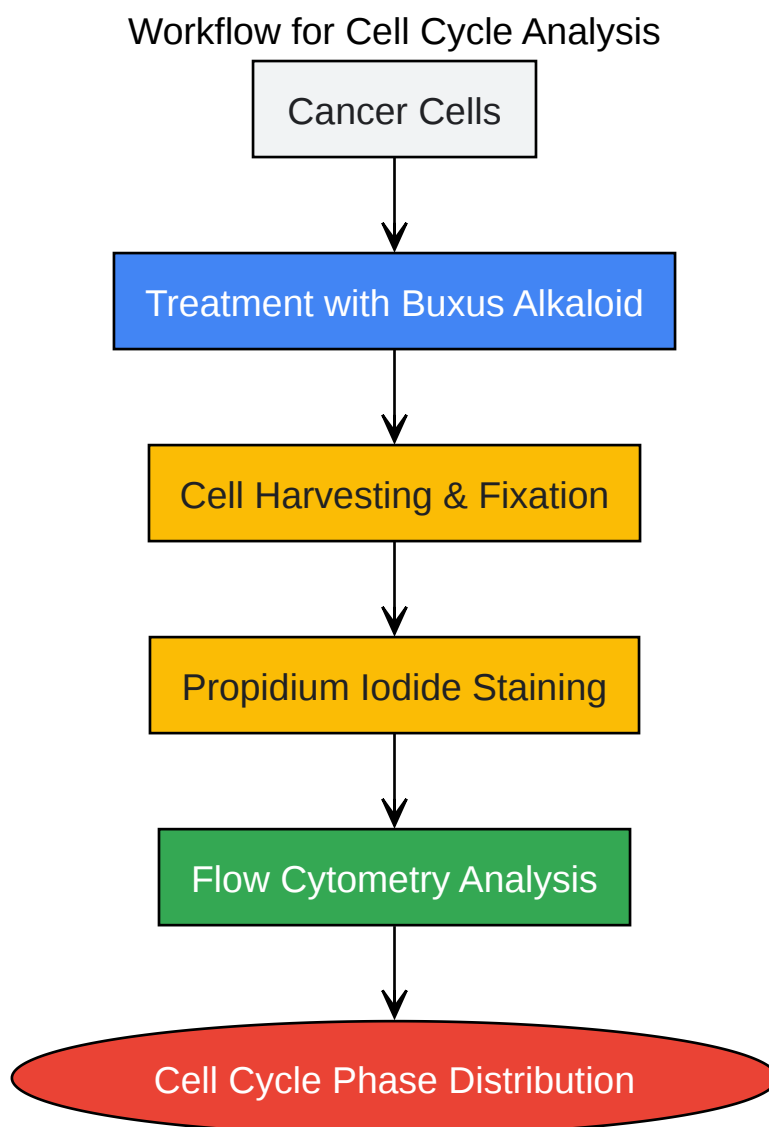 Workflow for Cell Cycle Analysis
Cancer Cells
Treatment with Buxus Alkaloid
Cell Harvesting & Fixation
Propidium Iodide Staining
Flow Cytometry Analysis
Cell Cycle Phase Distribution